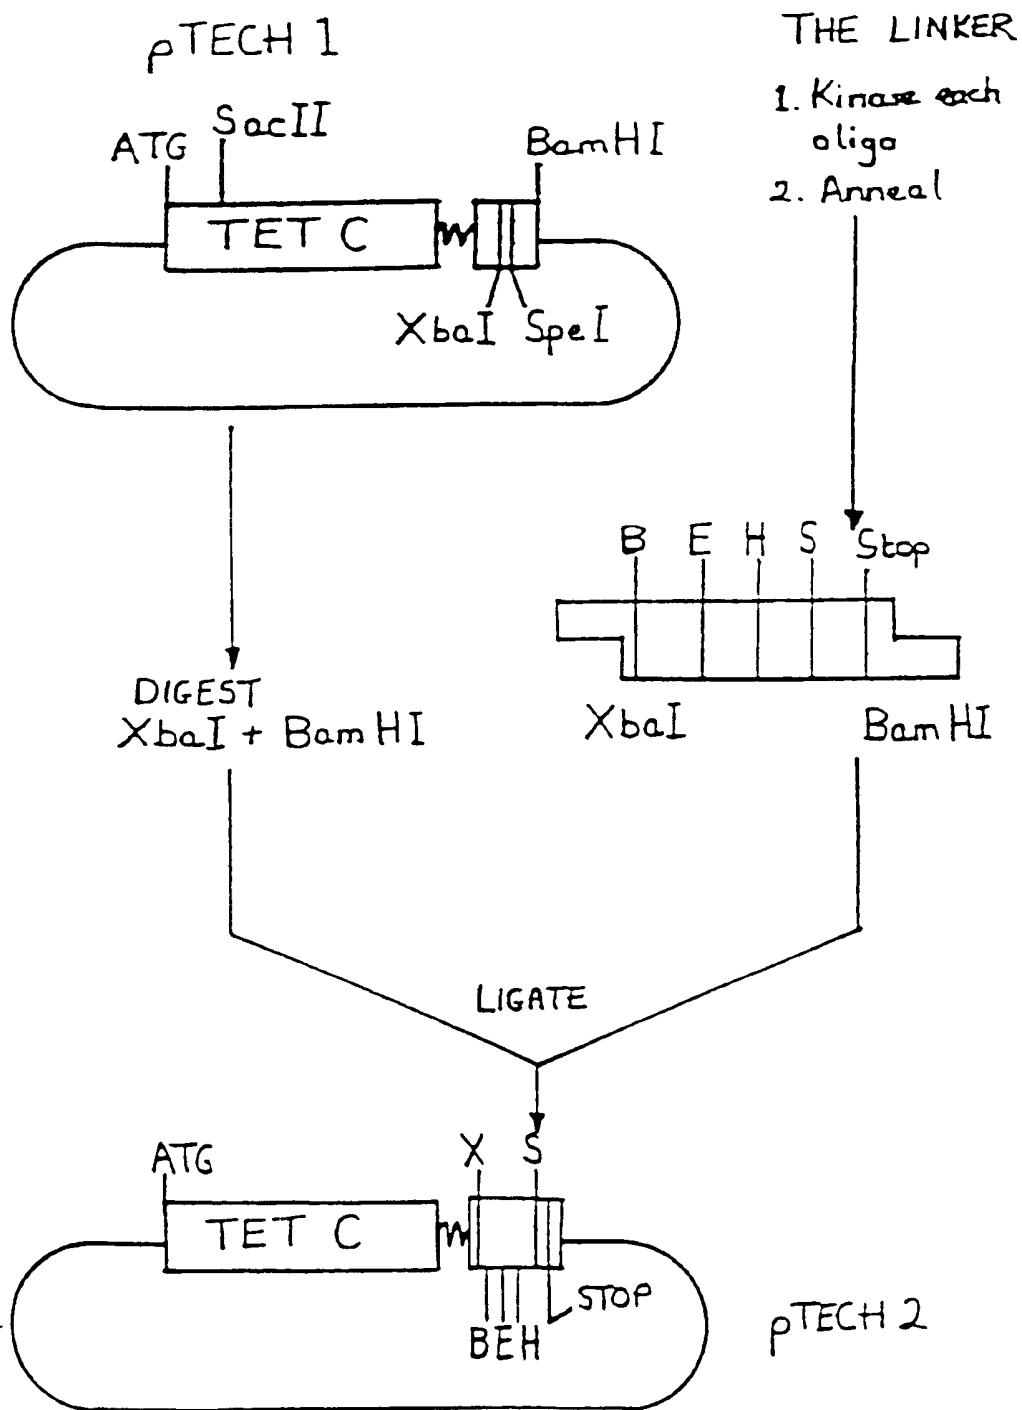 pTECH 1
THE LINKER
1. Kinase each
oligo
2. Anneal
ATG
SacII
BamHI
TET C
XbaI SpeI
B E H S Stop
DIGEST
XbaI + BamHI
XbaI
BamHI
LIGATE
ATG
X S
TET C
STOP
BEH
pTECH 2